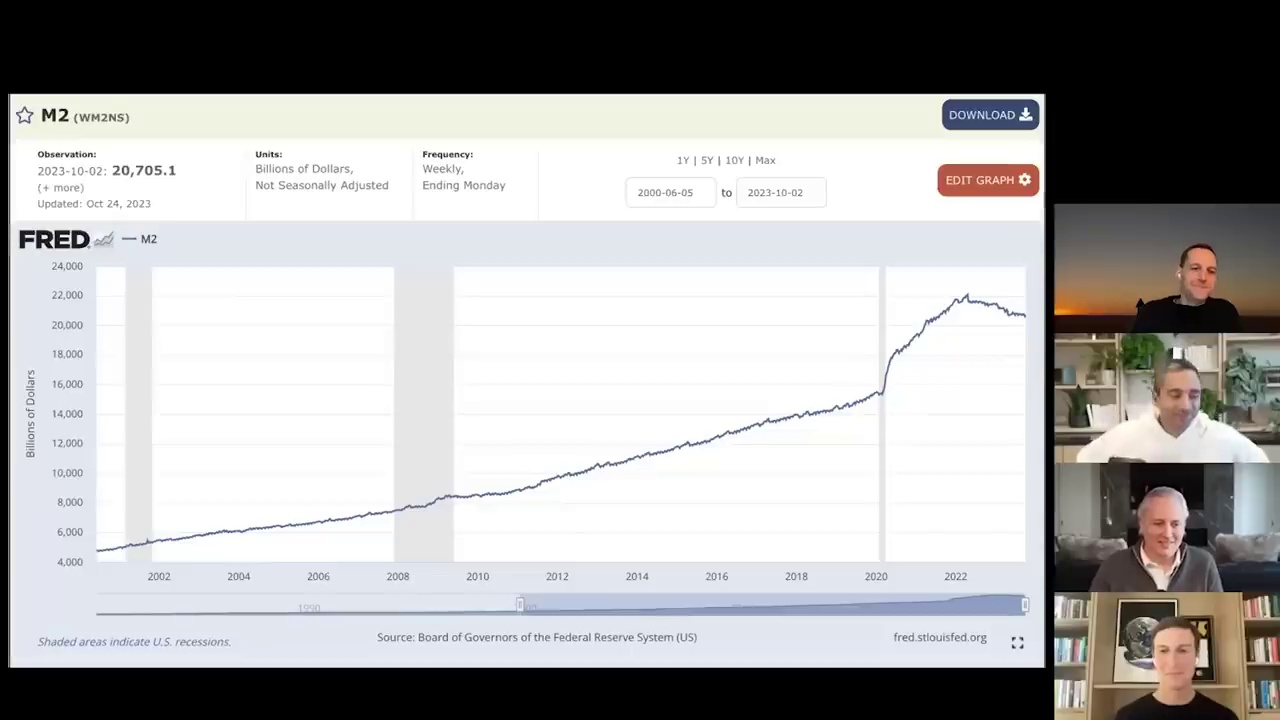 M2 (WM2NS)
DOWNLOAD
Observation:
2023-10-02: 20,705.1
(+ more)
Updated: Oct 24, 2023
Units:
Billions of Dollars,
Not Seasonally Adjusted
Frequency:
Weekly,
Ending Monday
1Y | 5Y | 10Y | Max
2000-06-05 to 2023-10-02
EDIT GRAPH
FRED
M2
Billions of Dollars
24,000
22,000
20,000
18,000
16,000
14,000
12,000
10,000
8,000
6,000
4,000
2002 2004 2006 2008 2010 2012 2014 2016 2018 2020 2022
1990
Shaded areas indicate U.S. recessions.
Source: Board of Governors of the Federal Reserve System (US)
fred.stlouisfed.org